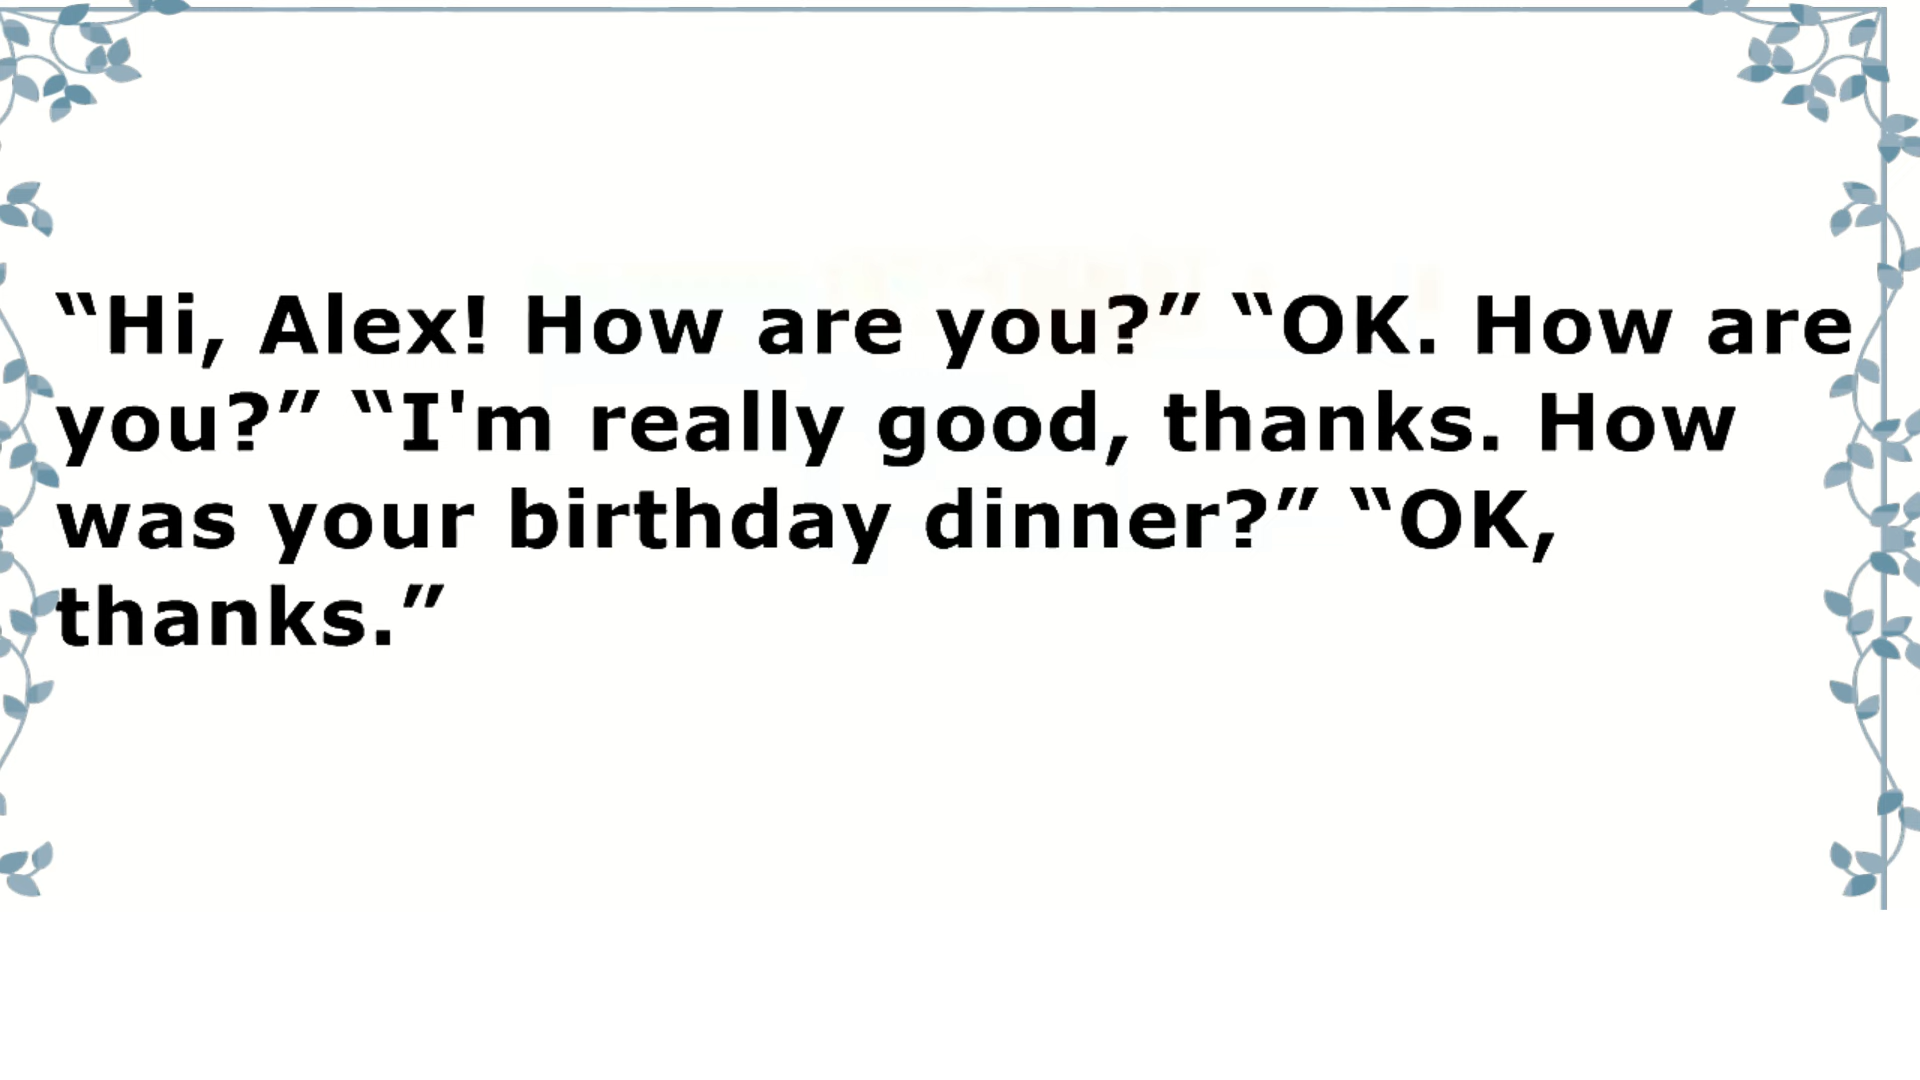 “Hi, Alex! How are you?” “OK. How are
you?” “I'm really good, thanks. How
was your birthday dinner?” “OK,
thanks.”